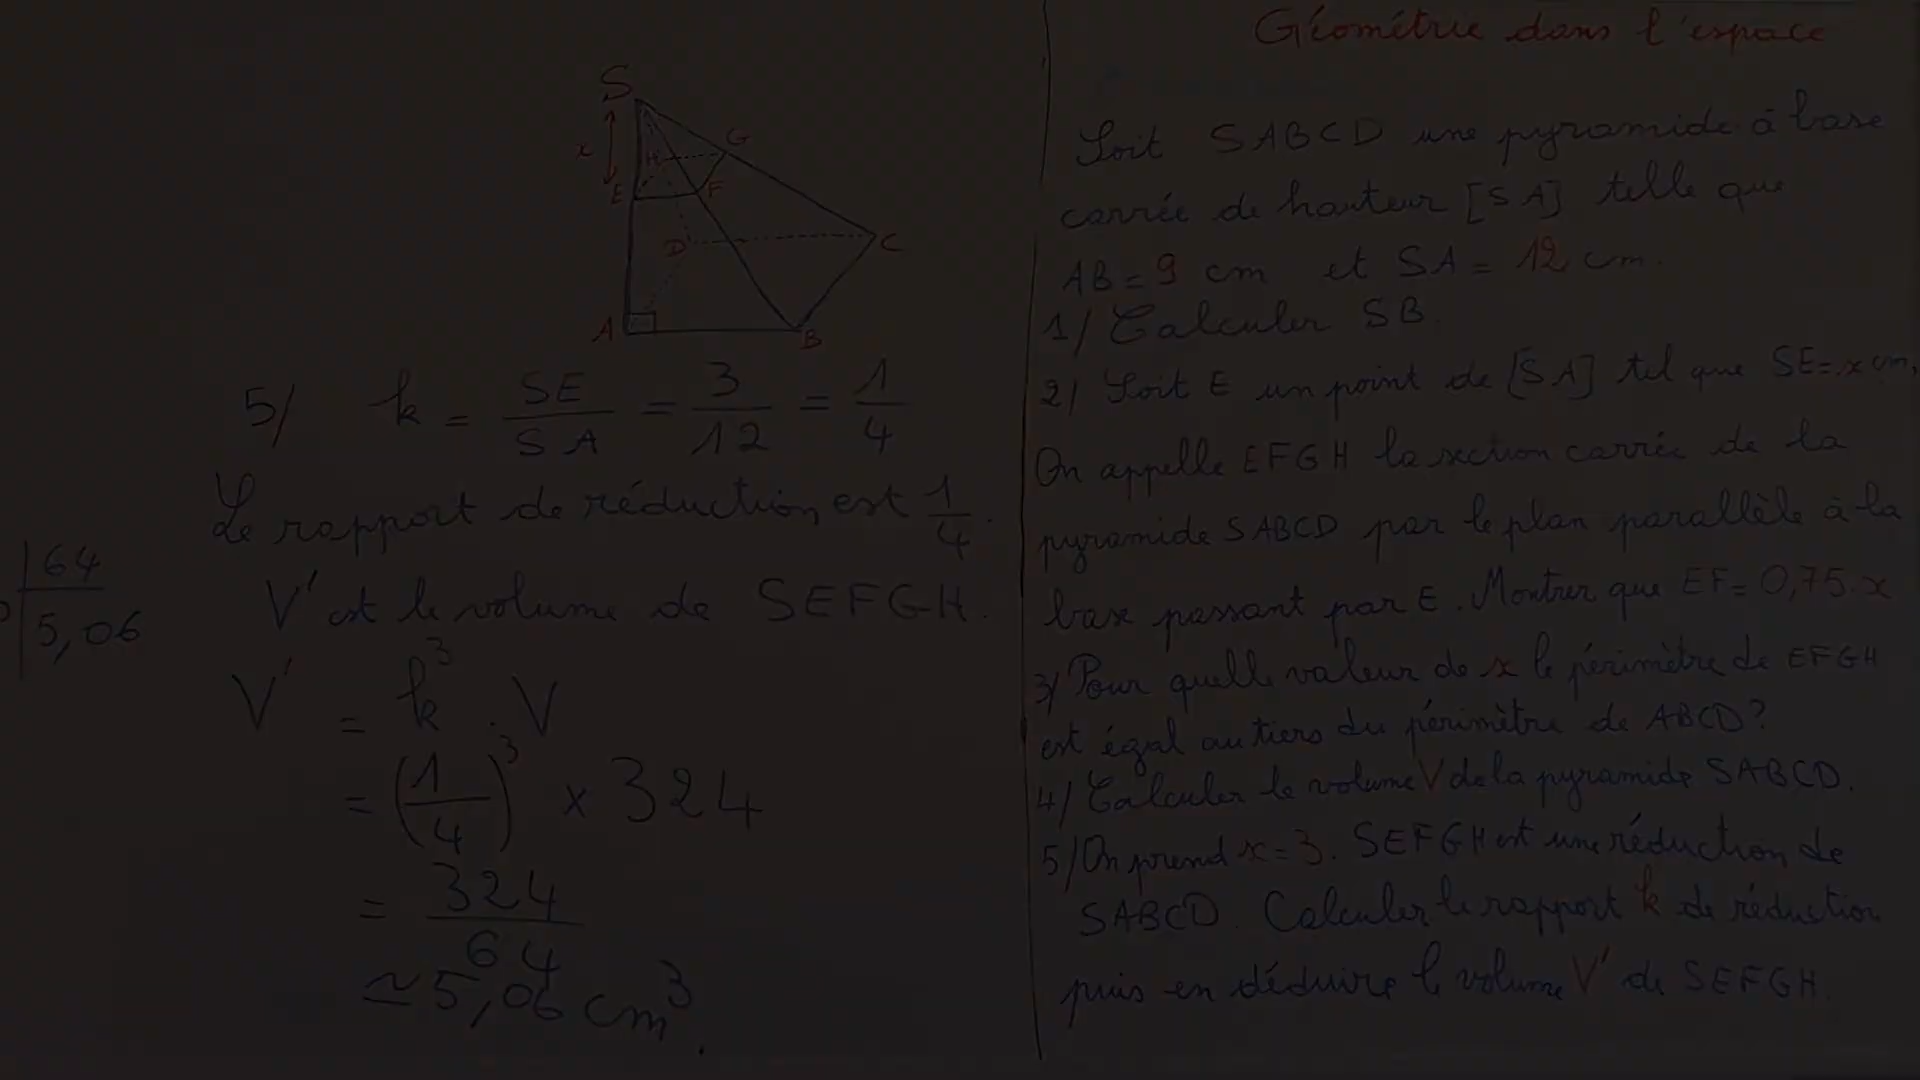 S
x
H
G
E
F
D
C
A
B
5/ k = SE/SA = 3/12 = 1/4
Le rapport de réduction est 1/4.
64
5,06
V' est le volume de SEFGH.
V' = k³ . V
= (1/4)³ × 324
= 324/64
≃ 5,06 cm³.
Géométrie dans l'espace
Soit SABCD une pyramide à base
carrée de hauteur [SA] telle que
AB = 9 cm et SA = 12 cm.
1/ Calculer SB.
2/ Soit E un point de [SA] tel que SE = x cm,
On appelle EFGH la section carrée de la
pyramide SABCD par le plan parallèle à la
base passant par E. Montrer que EF = 0,75 x
3/ Pour quelle valeur de x le périmètre de EFGH
est égal au tiers du périmètre de ABCD?
4/ Calculer le volume V de la pyramide SABCD.
5/ On prend x = 3. SEFGH est une réduction de
SABCD. Calculer le rapport k de réduction
puis en déduire le volume V' de SEFGH.